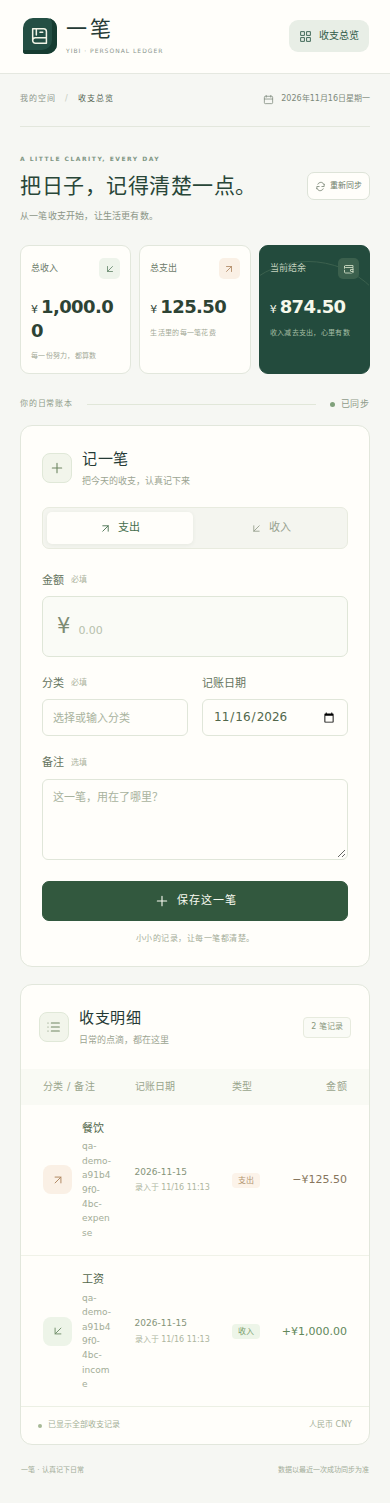 一笔
YIBI · PERSONAL LEDGER
收支总览
我的空间 / 收支总览
2026年11月16日星期一
A LITTLE CLARITY, EVERY DAY
把日子，记得清楚一点。
重新同步
从一笔收支开始，让生活更有数。
总收入
¥ 1,000.0
0
每一份努力，都算数
总支出
¥ 125.50
生活里的每一笔花费
当前结余
¥ 874.50
收入减去支出，心里有数
你的日常账本
已同步
记一笔
把今天的收支，认真记下来
支出
收入
金额 必填
¥ 0.00
分类 必填
记账日期
选择或输入分类
11/16/2026
备注 选填
这一笔，用在了哪里？
保存这一笔
小小的记录，让每一笔都清楚。
收支明细
日常的点滴，都在这里
2 笔记录
分类 / 备注 记账日期 类型 金额
餐饮
qa-
demo-
a91b4
9f0-
4bc-
expen
se
2026-11-15
录入于 11/16 11:13
支出
−¥125.50
工资
qa-
demo-
a91b4
9f0-
4bc-
incom
e
2026-11-15
录入于 11/16 11:13
收入
+¥1,000.00
已显示全部收支记录
人民币 CNY
一笔 · 认真记下日常
数据以最近一次成功同步为准